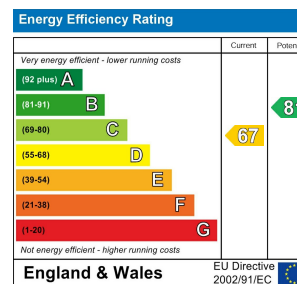 Energy Efficiency Rating
Current
Very energy efficient - lower running costs
(92 plus) A
(81-91) B
(69-80) C
67
(55-68) D
(39-54) E
(21-38) F
(1-20) G
Not energy efficient - higher running costs
England & Wales
EU Directive
2002/91/EC